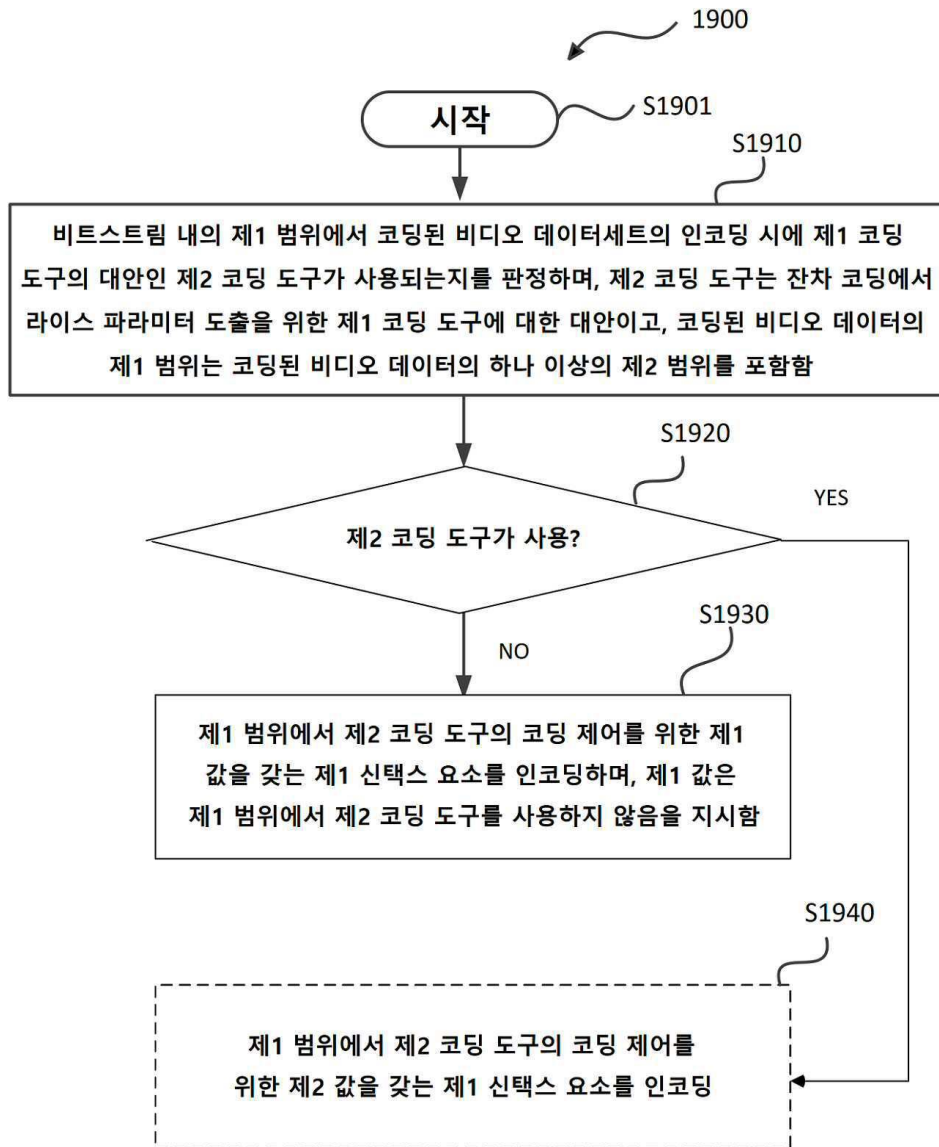 1900
시작
S1901
S1910
비트스트림 내의 제1 범위에서 코딩된 비디오 데이터세트의 인코딩 시에 제1 코딩
도구의 대안인 제2 코딩 도구가 사용되는지를 판정하며, 제2 코딩 도구는 잔차 코딩에서
라이스 파라미터 도출을 위한 제1 코딩 도구에 대한 대안이고, 코딩된 비디오 데이터의
제1 범위는 코딩된 비디오 데이터의 하나 이상의 제2 범위를 포함함
S1920
YES
제2 코딩 도구가 사용?
S1930
NO
제1 범위에서 제2 코딩 도구의 코딩 제어를 위한 제1
값을 갖는 제1 신택스 요소를 인코딩하며, 제1 값은
제1 범위에서 제2 코딩 도구를 사용하지 않음을 지시함
S1940
제1 범위에서 제2 코딩 도구의 코딩 제어를
위한 제2 값을 갖는 제1 신택스 요소를 인코딩